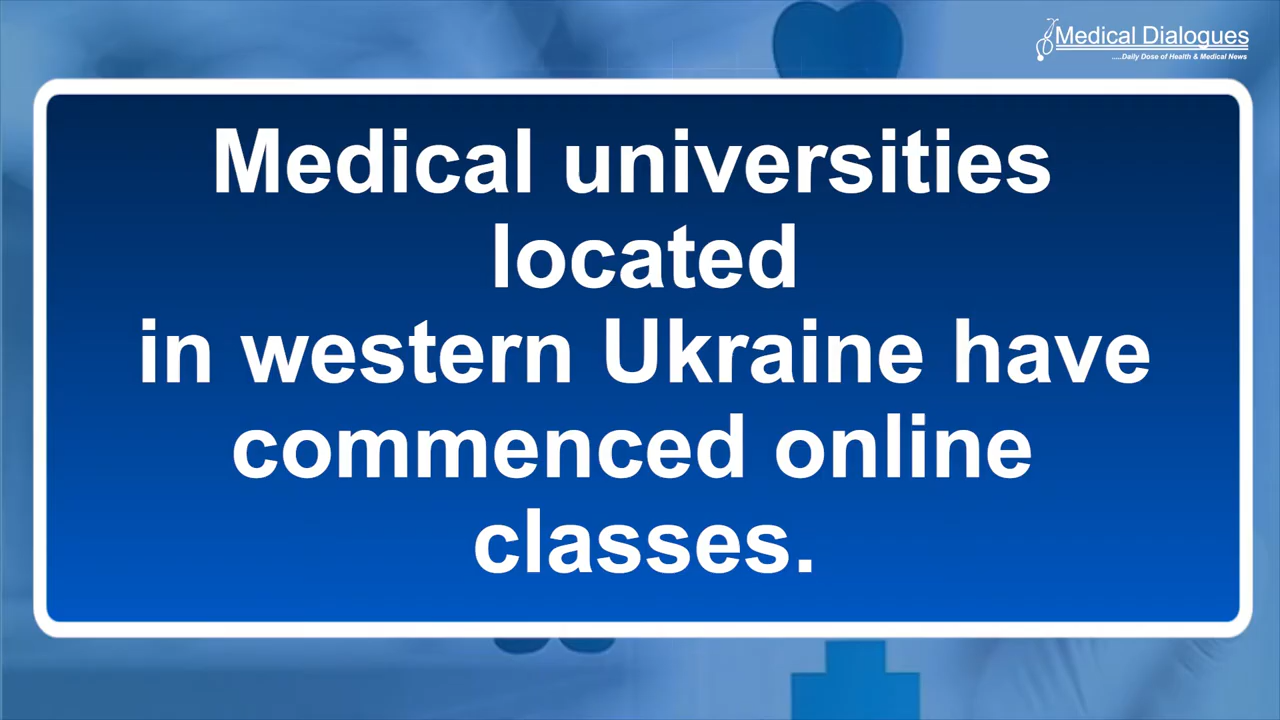 Medical Dialogues
.....Daily Dose of Health & Medical News
Medical universities
located
in western Ukraine have
commenced online
classes.